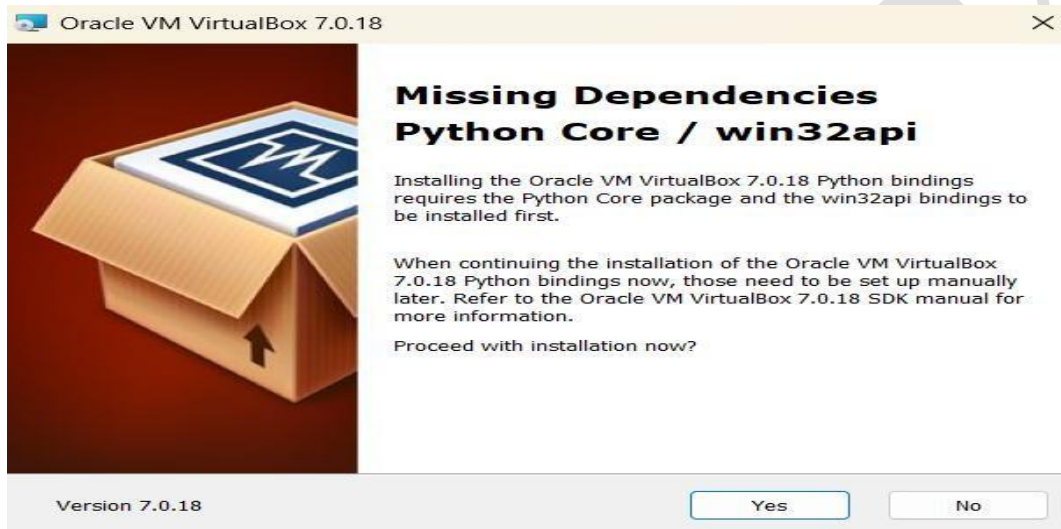 Oracle VM VirtualBox 7.0.18
Missing Dependencies
Python Core / win32api
Installing the Oracle VM VirtualBox 7.0.18 Python bindings
requires the Python Core package and the win32api bindings to
be installed first.
When continuing the installation of the Oracle VM VirtualBox
7.0.18 Python bindings now, those need to be set up manually
later. Refer to the Oracle VM VirtualBox 7.0.18 SDK manual for
more information.
Proceed with installation now?
Version 7.0.18
Yes
No